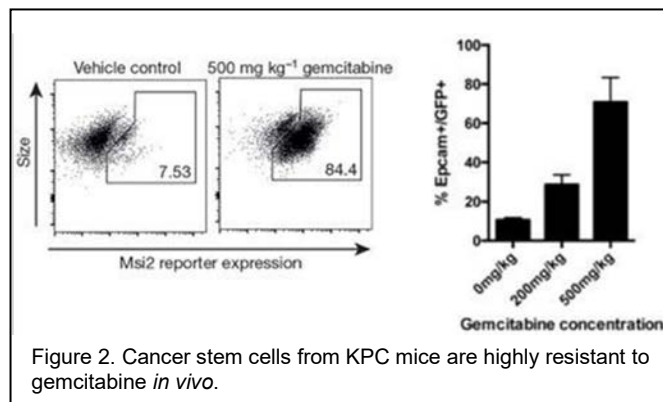 Vehicle control
500 mg kg⁻¹ gemcitabine
Size
7.53
84.4
Msi2 reporter expression
% Epcam+/GFP+
100
80
60
40
20
0
0mg/kg
200mg/kg
500mg/kg
Gemcitabine concentration
Figure 2. Cancer stem cells from KPC mice are highly resistant to
gemcitabine in vivo.